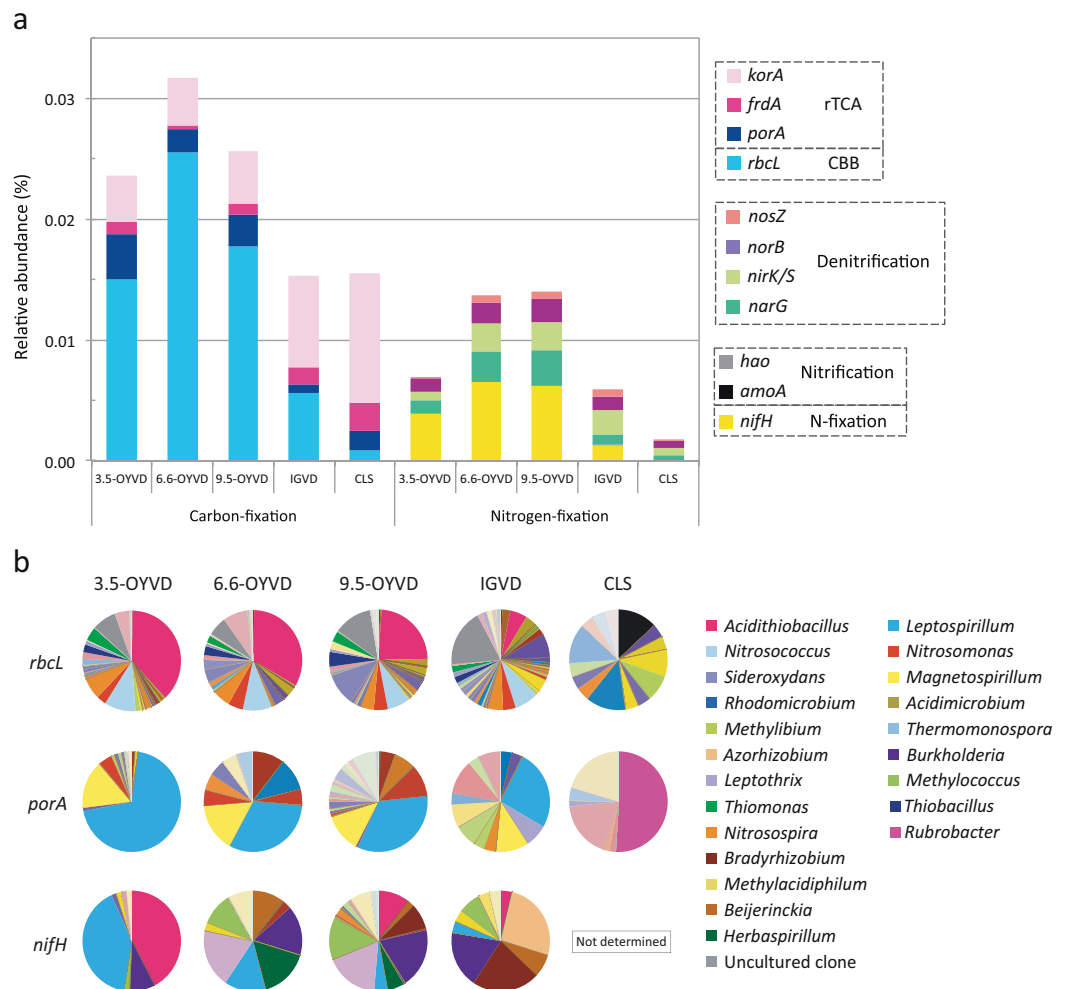 a
Relative abundance (%)
0.03
0.02
0.01
0.00
3.5-OYVD 6.6-OYVD 9.5-OYVD IGVD CLS 3.5-OYVD 6.6-OYVD 9.5-OYVD IGVD CLS
Carbon-fixation Nitrogen-fixation
korA
frdA rTCA
porA
rbcL CBB
nosZ
norB
nirK/S Denitrification
narG
hao Nitrification
amoA
nifH N-fixation
b
3.5-OYVD 6.6-OYVD 9.5-OYVD IGVD CLS
rbcL
porA
nifH
Not determined
Acidithiobacillus Leptospirillum
Nitrosococcus Nitrosomonas
Sideroxydans Magnetospirillum
Rhodomicrobium Acidimicrobium
Methylibium Thermomonospora
Azorhizobium Burkholderia
Leptothrix Methylococcus
Thiomonas Thiobacillus
Nitrosospira Rubrobacter
Bradyrhizobium
Methylacidiphilum
Beijerinckia
Herbaspirillum
Uncultured clone